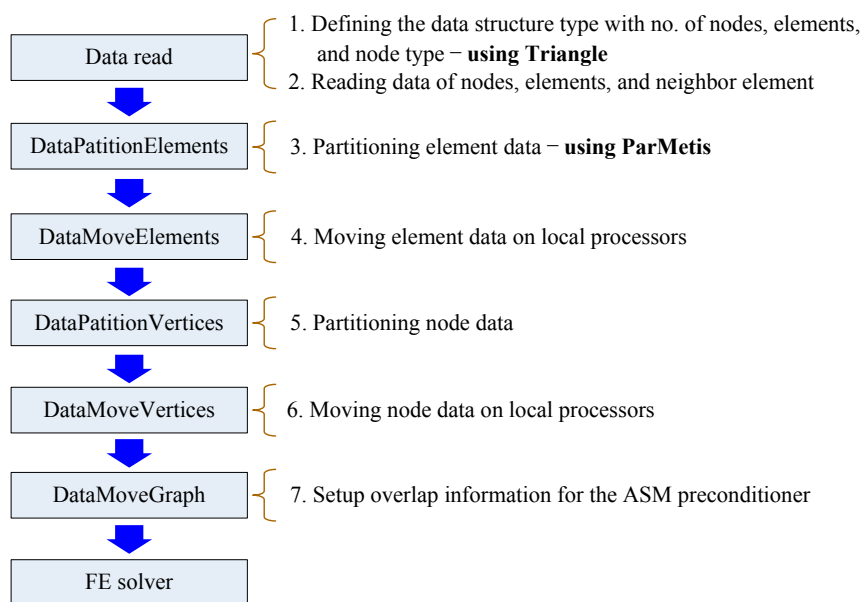 Data read
1. Defining the data structure type with no. of nodes, elements,
and node type − using Triangle
2. Reading data of nodes, elements, and neighbor element
DataPatitionElements
3. Partitioning element data − using ParMetis
DataMoveElements
4. Moving element data on local processors
DataPatitionVertices
5. Partitioning node data
DataMoveVertices
6. Moving node data on local processors
DataMoveGraph
7. Setup overlap information for the ASM preconditioner
FE solver